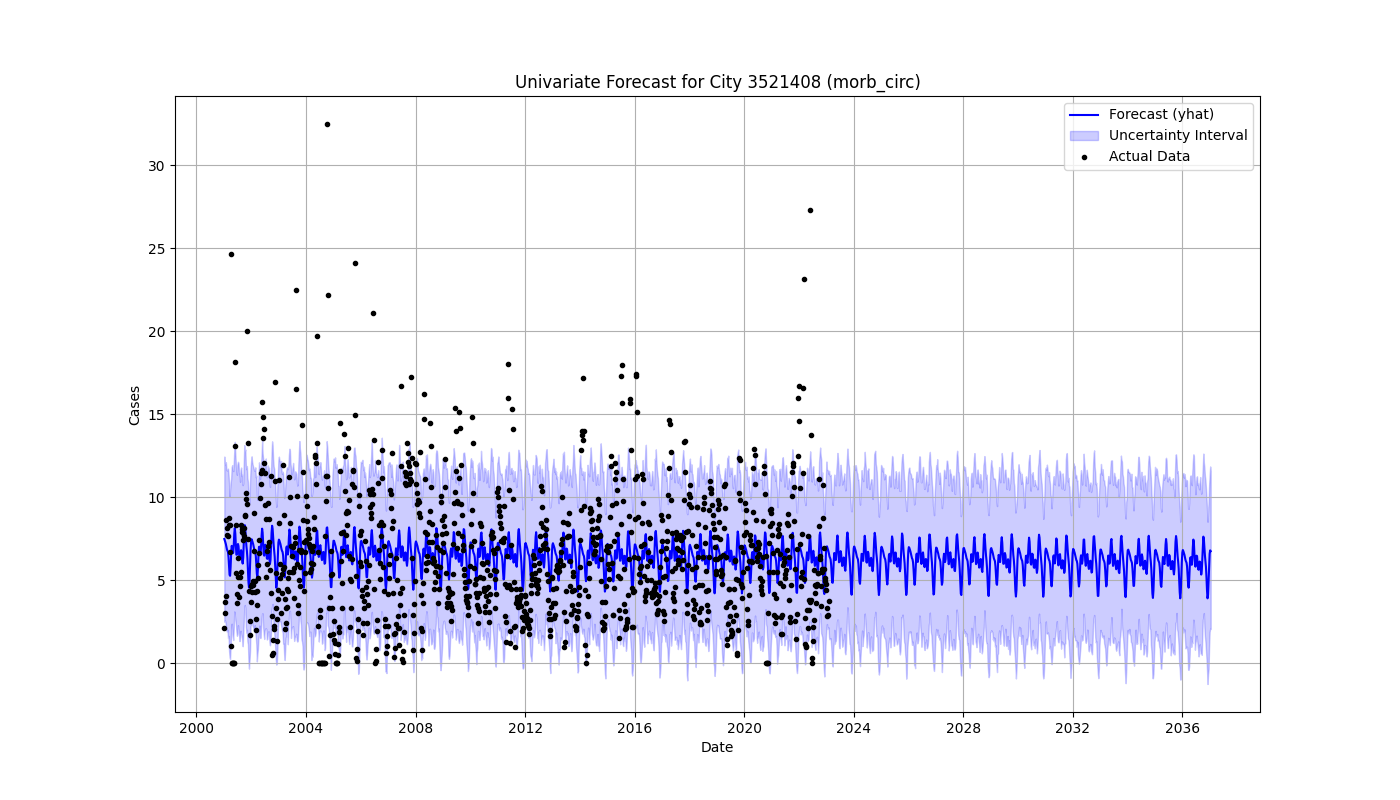 Univariate Forecast for City 3521408 (morb_circ)
Forecast (yhat)
Uncertainty Interval
Actual Data
Cases
30
25
20
15
10
5
0
2000 2004 2008 2012 2016 2020 2024 2028 2032 2036
Date